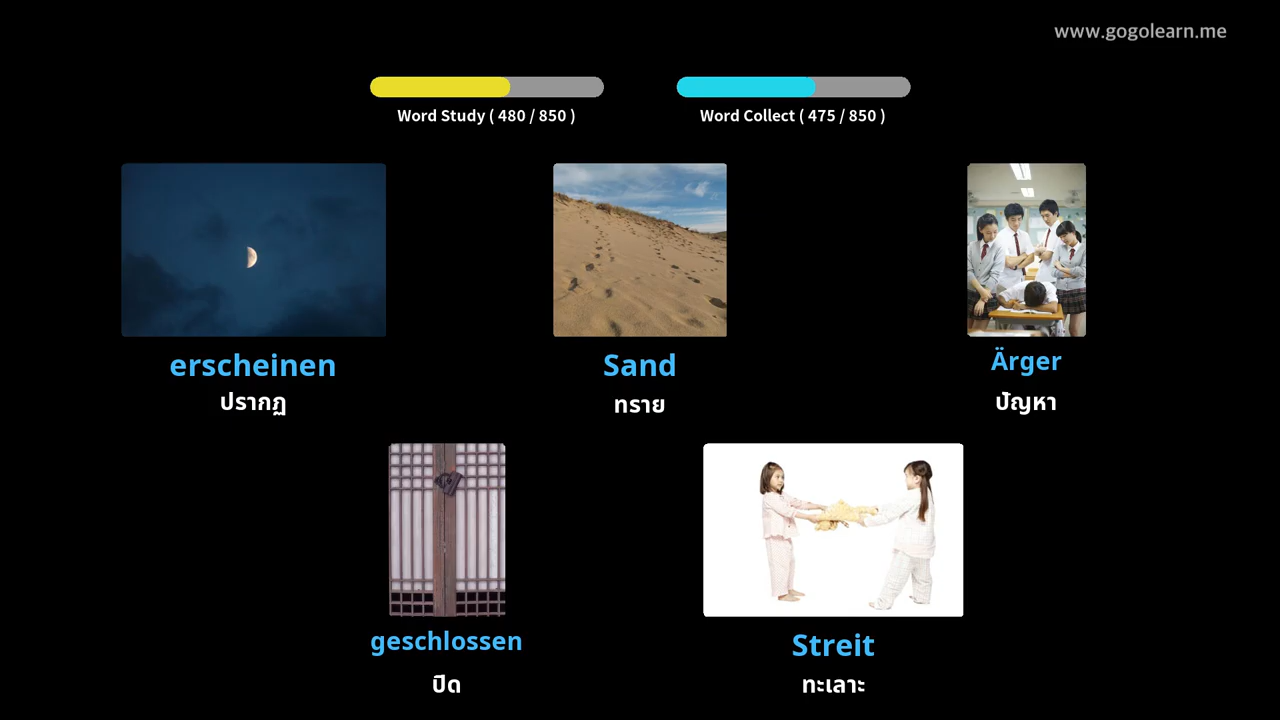 www.gogolearn.me
Word Study ( 480 / 850 )
Word Collect ( 475 / 850 )
erscheinen
ปรากฏ
Sand
ทราย
Ärger
ปัญหา
geschlossen
ปิด
Streit
ทะเลาะ